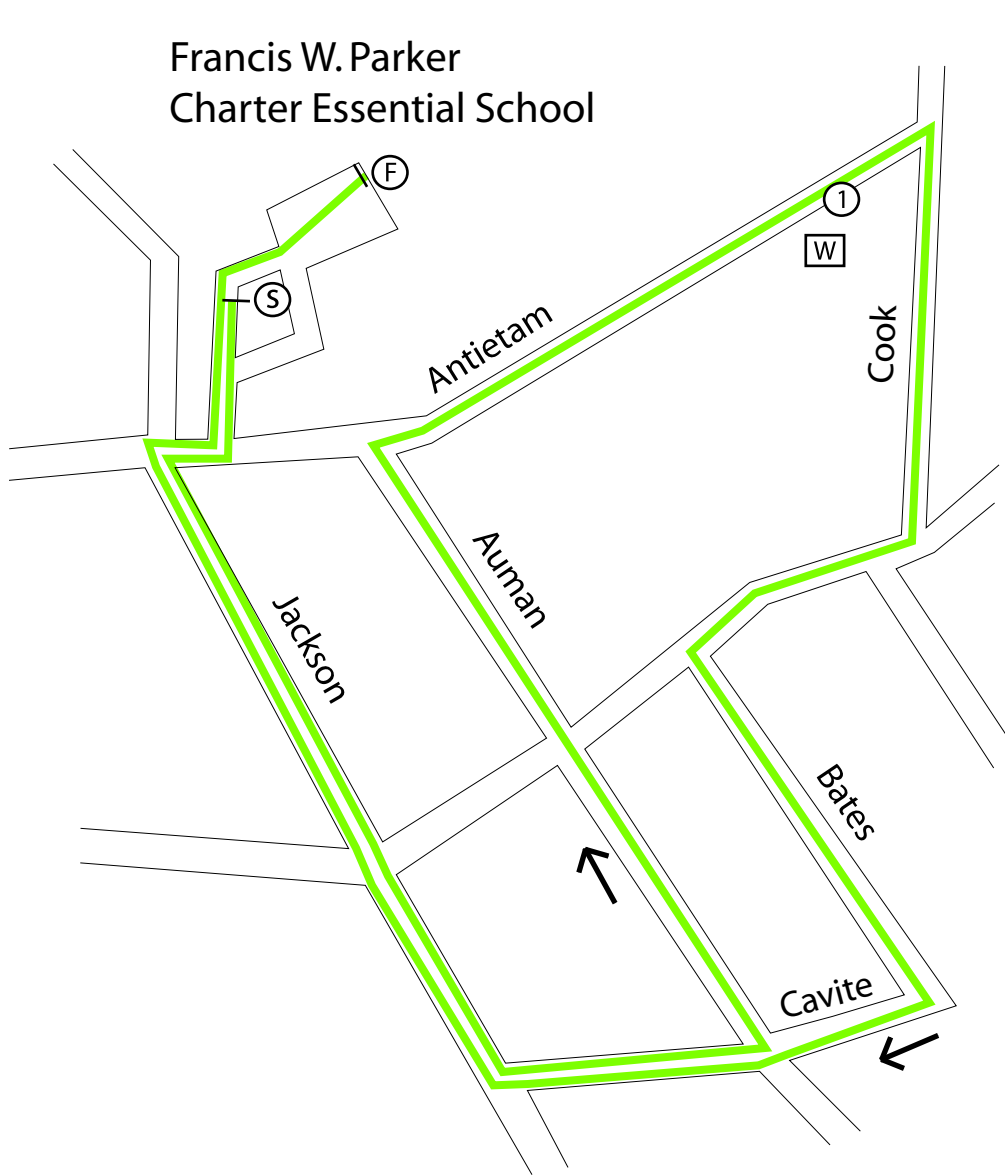 Francis W. Parker
Charter Essential School
F
1
W
S
Antietam
Cook
Auman
Jackson
Bates
Cavite